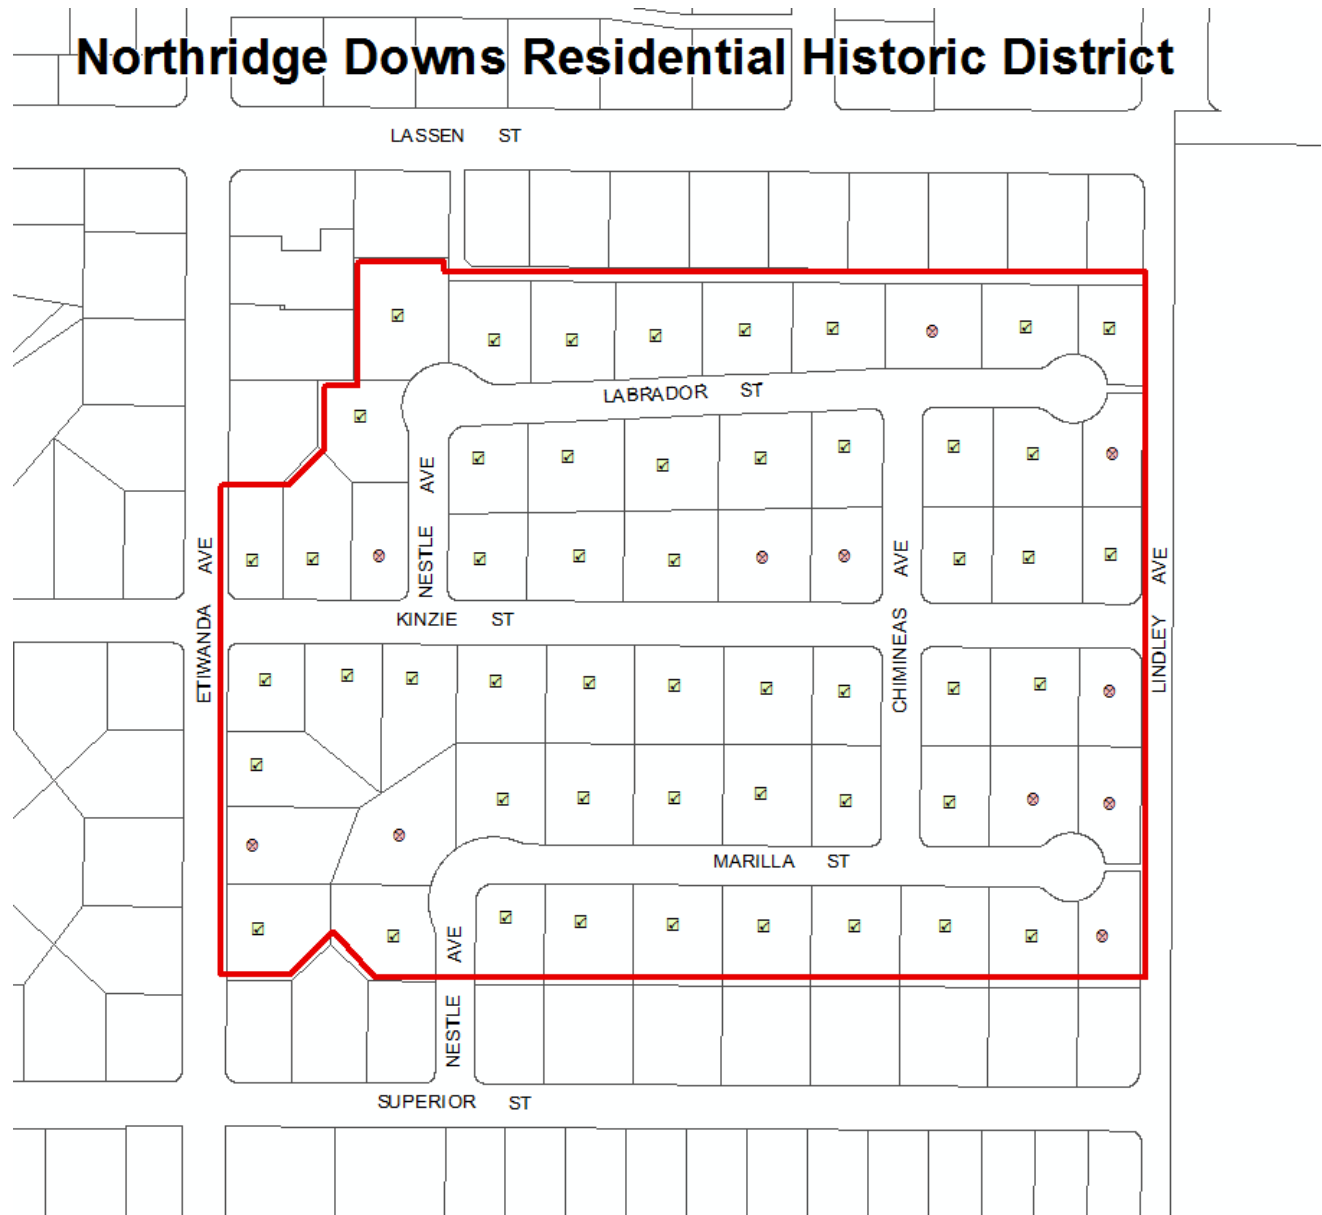 Northridge Downs Residential Historic District
LASSEN ST
LABRADOR ST
NESTLE AVE
ETIWANDA AVE
CHIMINEAS AVE
LINDLEY AVE
KINZIE ST
MARILLA ST
NESTLE AVE
SUPERIOR ST